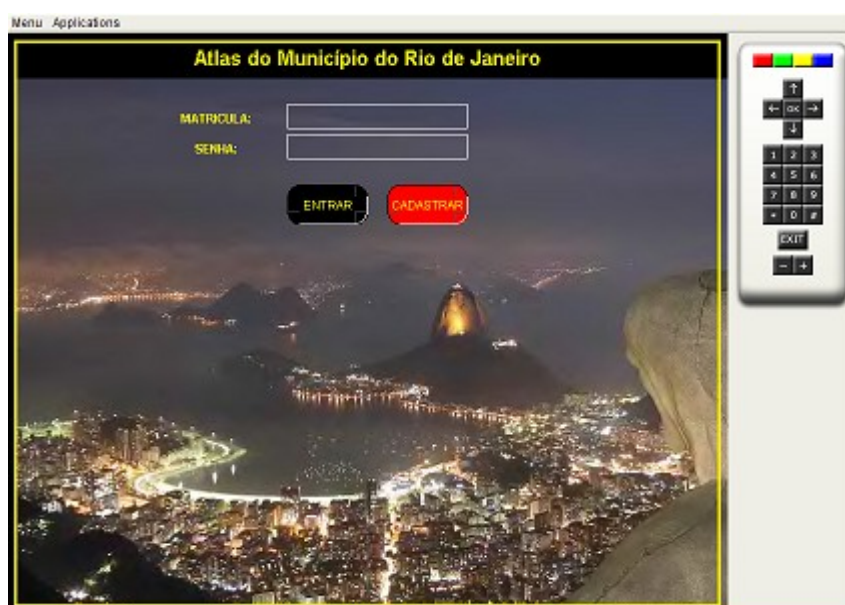 Menu Applications
Atlas do Município do Rio de Janeiro
MATRICULA:
SENHA:
ENTRAR CADASTRAR
↑
← OK →
↓
1 2 3
4 5 6
7 8 9
* 0 #
EXIT
- +